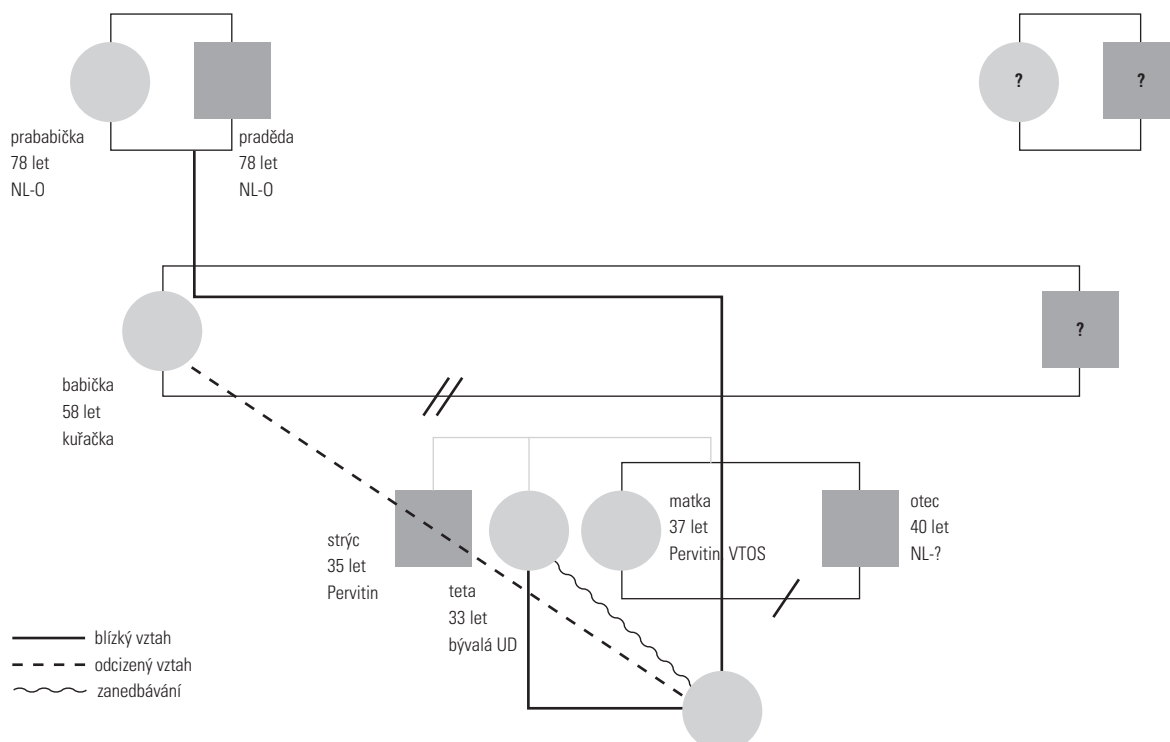 ?
?
prababička
78 let
NL-O
praděda
78 let
NL-O
?
babička
58 let
kuřačka
strýc
35 let
Pervitin
teta
33 let
bývalá UD
matka
37 let
Pervitin, VTOS
otec
40 let
NL-?
blízký vztah
odcizený vztah
zanedbávání